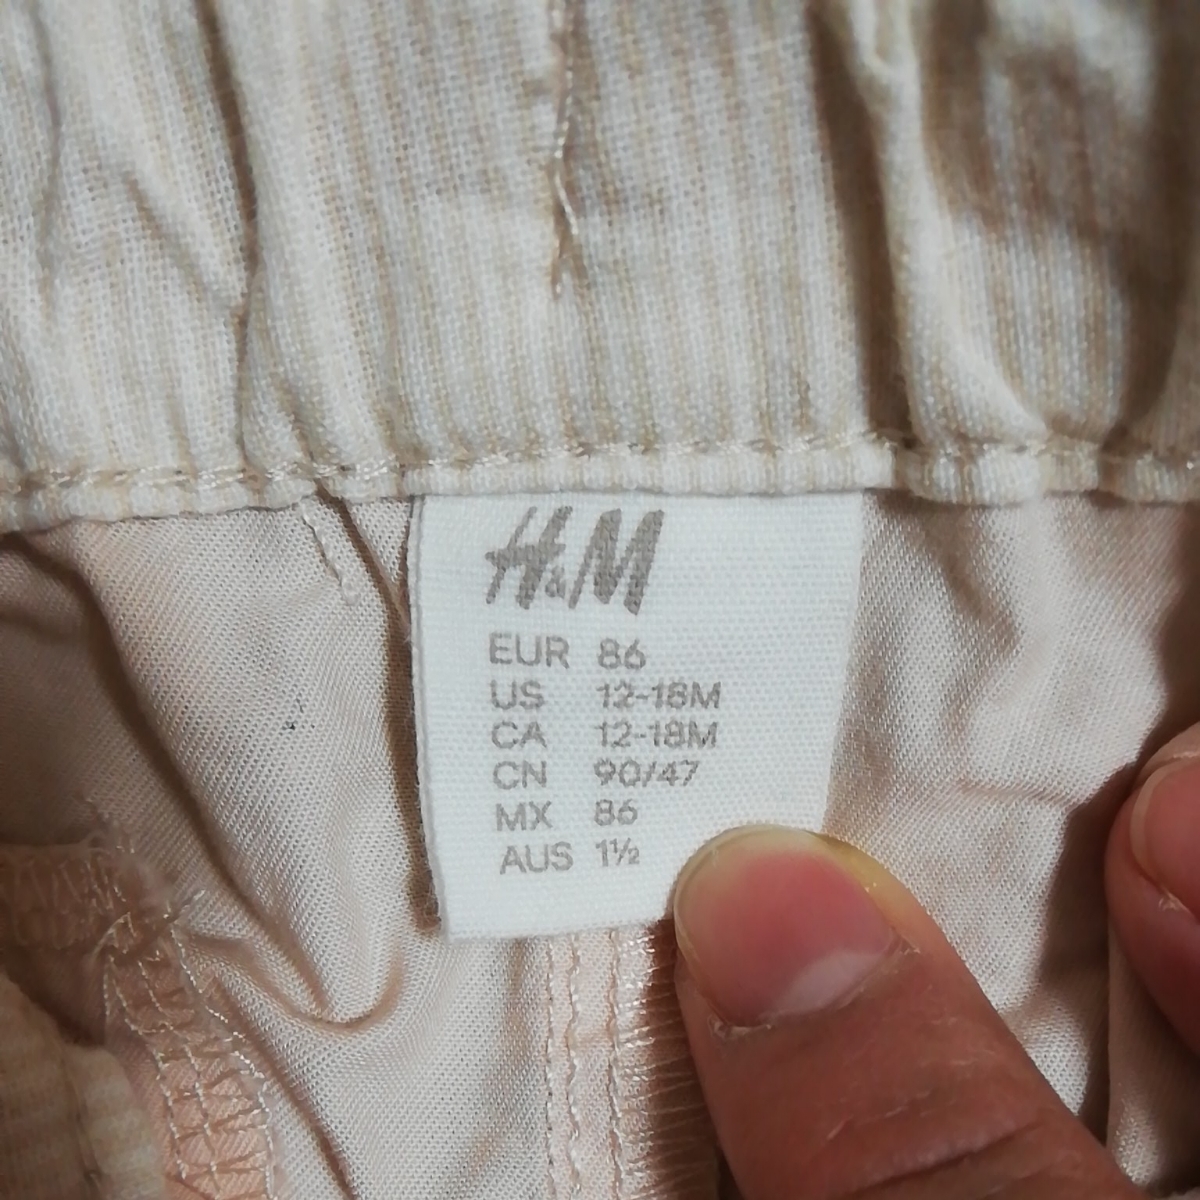 H&M
EUR 86
US 12-18M
CA 12-18M
CN 90/47
MX 86
AUS 1½